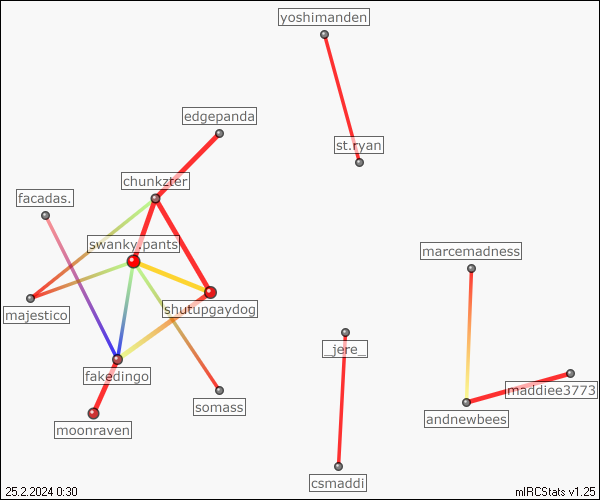 yoshimanden
edgepanda
st.ryan
chunkzter
facadas.
swanky.pants
marcemadness
majestico
shutupgaydog
_jere_
fakedingo
maddiee3773
somass
andnewbees
moonraven
csmaddi
25.2.2024 0:30
mIRCStats v1.25